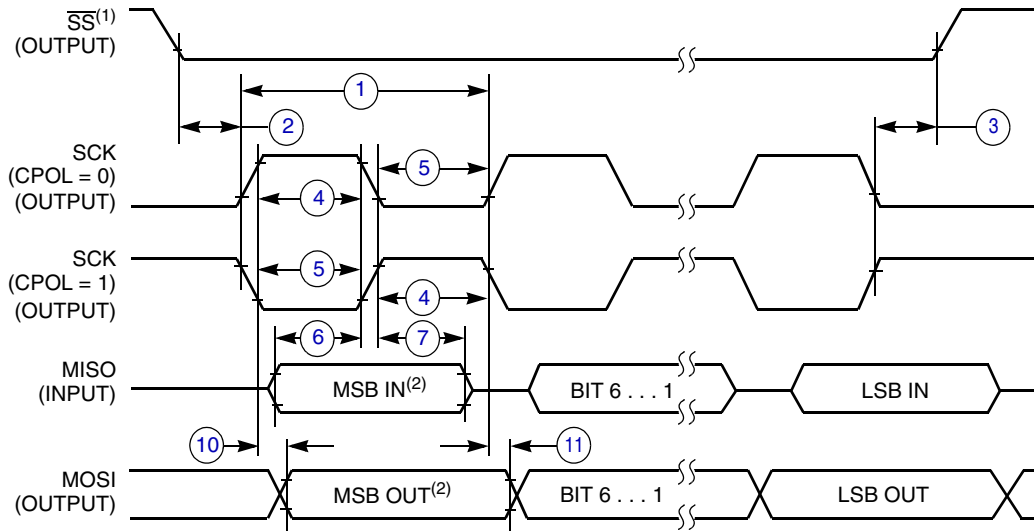 SS(1)
(OUTPUT)
1
2
3
SCK
(CPOL = 0)
(OUTPUT)
5
4
SCK
(CPOL = 1)
(OUTPUT)
5
4
6
7
MISO
(INPUT)
MSB IN(2)
BIT 6 . . . 1
LSB IN
10
11
MOSI
(OUTPUT)
MSB OUT(2)
BIT 6 . . . 1
LSB OUT